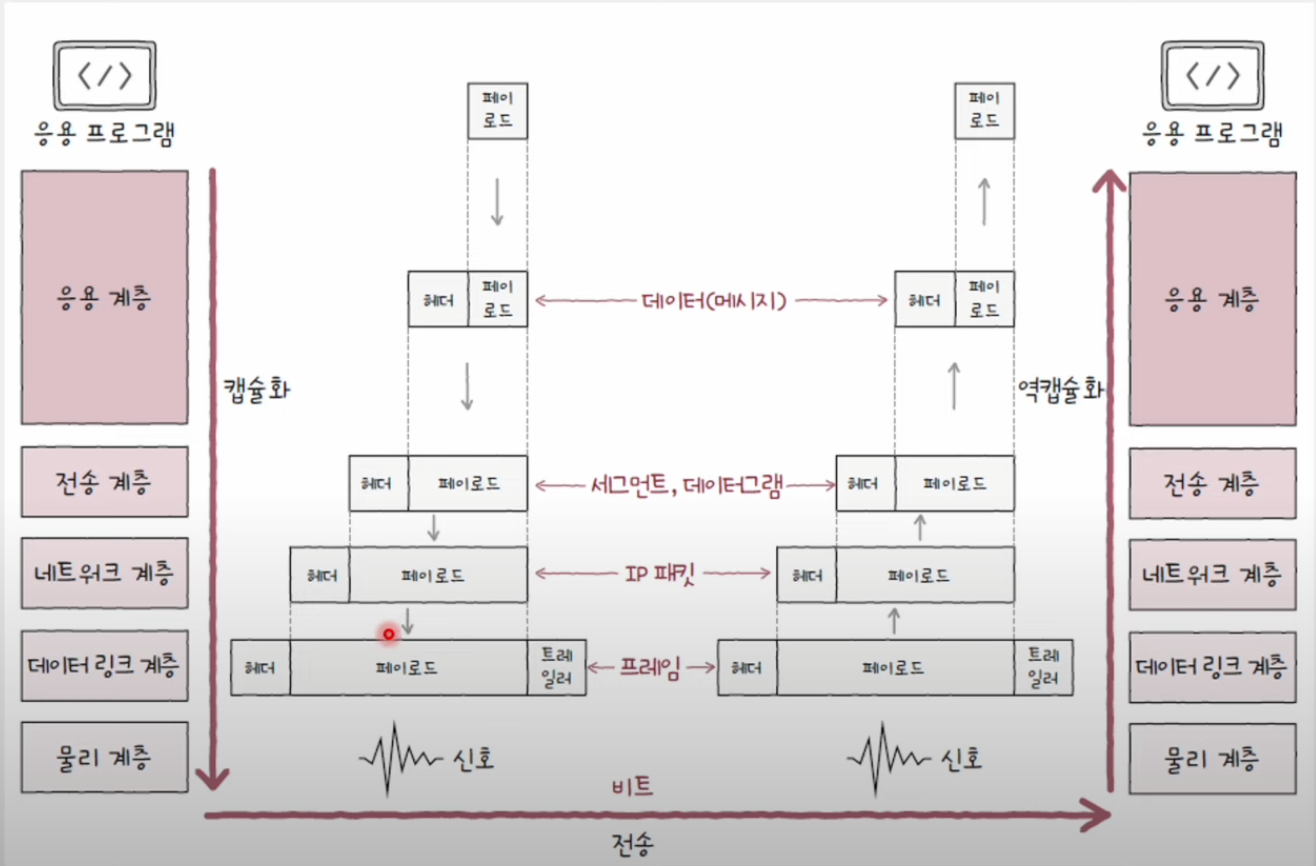 </>
응용 프로그램
응용 계층
전송 계층
네트워크 계층
데이터 링크 계층
물리 계층
캡슐화
페이
로드
헤더
페이
로드
헤더
페이로드
헤더
페이로드
헤더
페이로드
트레
일러
신호
데이터(메시지)
세그먼트, 데이터그램
IP 패킷
프레임
비트
전송
페이
로드
헤더
페이
로드
헤더
페이로드
헤더
페이로드
헤더
페이로드
트레
일러
신호
역캡슐화
</>
응용 프로그램
응용 계층
전송 계층
네트워크 계층
데이터 링크 계층
물리 계층